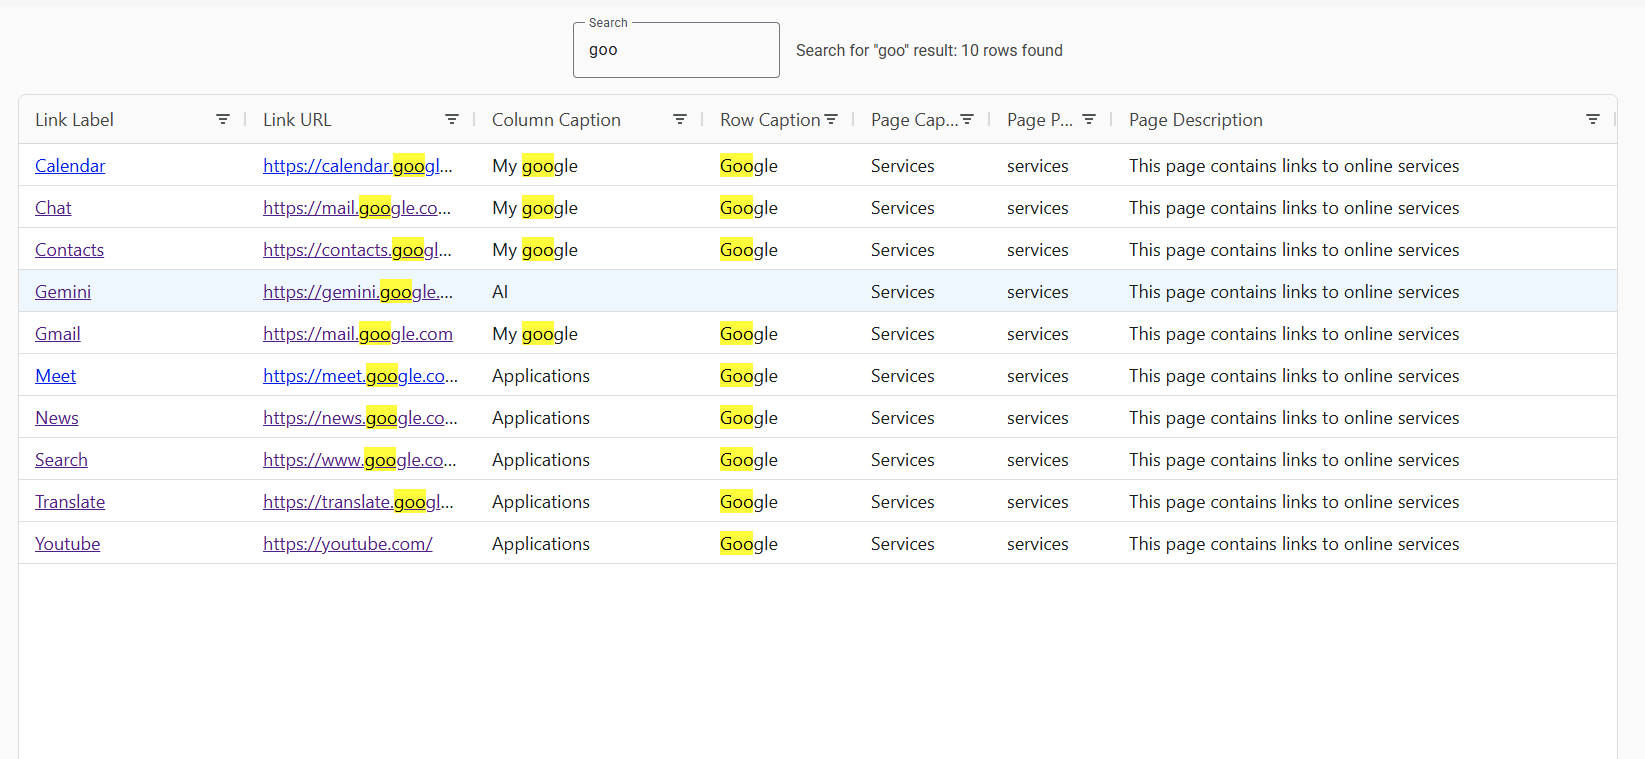 Search
goo
Search for "goo" result: 10 rows found
Link Label Link URL Column Caption Row Caption Page Cap... Page P... Page Description
Calendar https://calendar.googl... My google Google Services services This page contains links to online services
Chat https://mail.google.co... My google Google Services services This page contains links to online services
Contacts https://contacts.googl... My google Google Services services This page contains links to online services
Gemini https://gemini.google.... AI Services services This page contains links to online services
Gmail https://mail.google.com My google Google Services services This page contains links to online services
Meet https://meet.google.co... Applications Google Services services This page contains links to online services
News https://news.google.co... Applications Google Services services This page contains links to online services
Search https://www.google.co... Applications Google Services services This page contains links to online services
Translate https://translate.googl... Applications Google Services services This page contains links to online services
Youtube https://youtube.com/ Applications Google Services services This page contains links to online services